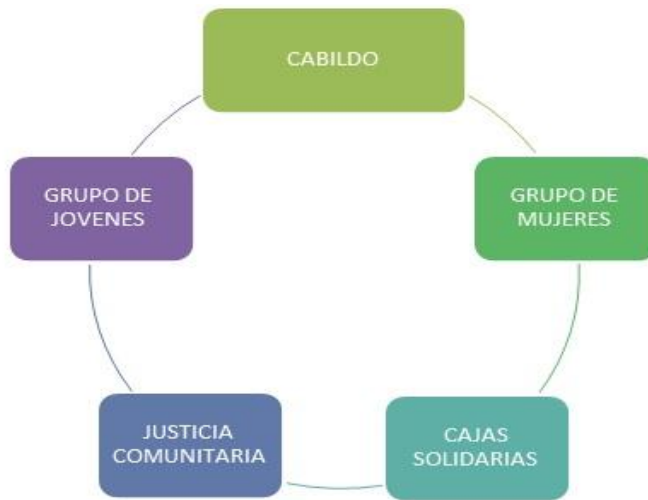 CABILDO
GRUPO DE
JOVENES
GRUPO DE
MUJERES
JUSTICIA
COMUNITARIA
CAJAS
SOLIDARIAS